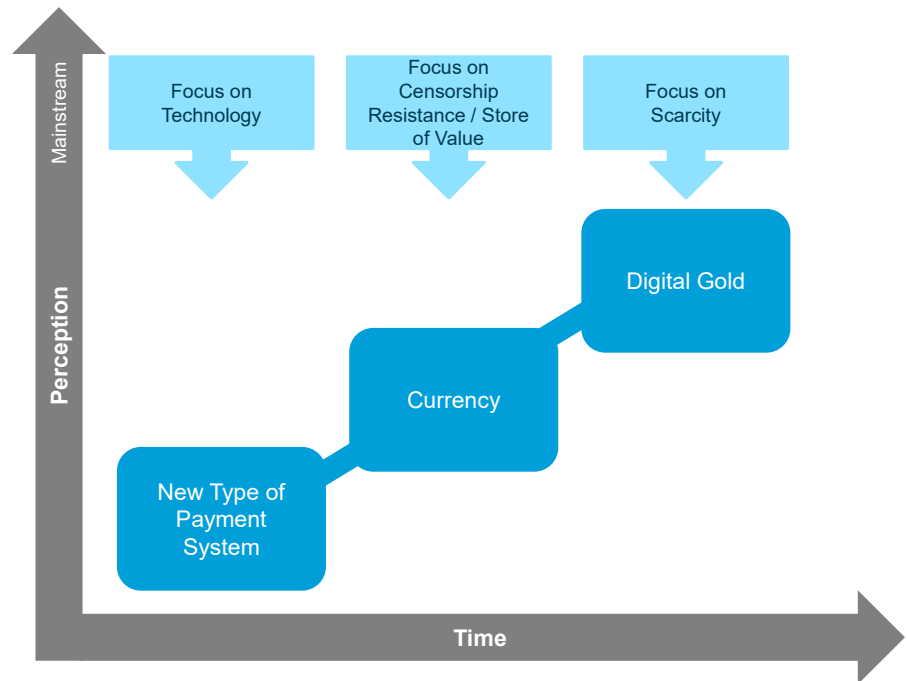 Mainstream
Perception
Focus on
Technology
Focus on
Censorship
Resistance / Store
of Value
Focus on
Scarcity
Digital Gold
Currency
New Type of
Payment
System
Time